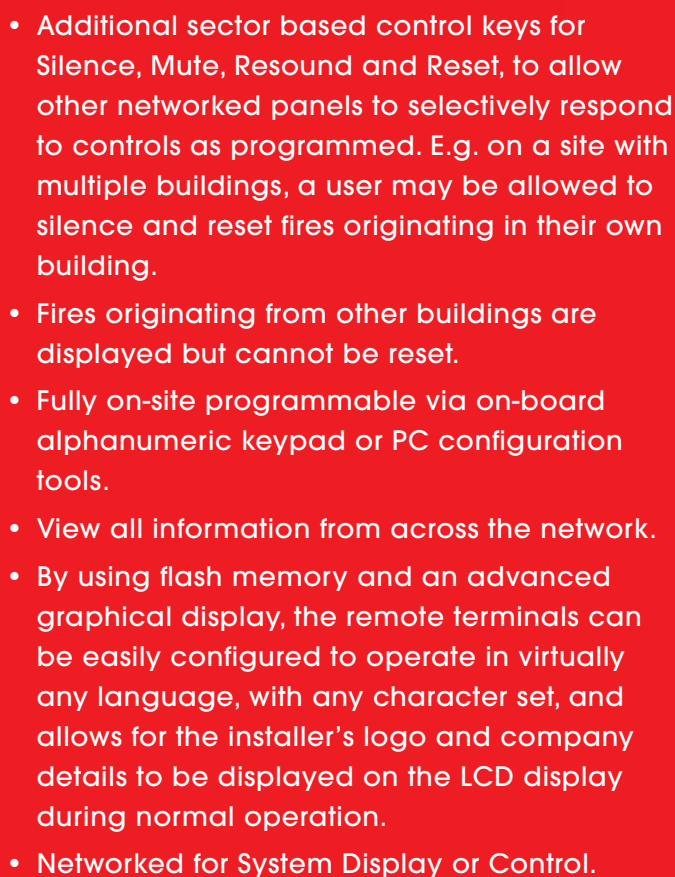 • Additional sector based control keys for
Silence, Mute, Resound and Reset, to allow
other networked panels to selectively respond
to controls as programmed. E.g. on a site with
multiple buildings, a user may be allowed to
silence and reset fires originating in their own
building.
• Fires originating from other buildings are
displayed but cannot be reset.
• Fully on-site programmable via on-board
alphanumeric keypad or PC configuration
tools.
• View all information from across the network.
• By using flash memory and an advanced
graphical display, the remote terminals can
be easily configured to operate in virtually
any language, with any character set, and
allows for the installer’s logo and company
details to be displayed on the LCD display
during normal operation.
• Networked for System Display or Control.